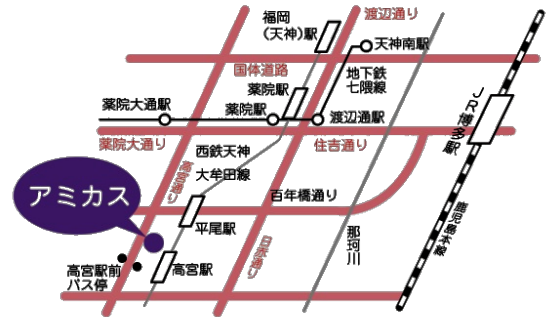 福岡
(天神)駅
渡辺通り
天神南駅
国体道路
地下鉄
七隈線
薬院駅
薬院大通駅
薬院駅
渡辺通駅
JR博多駅
薬院大通り
西鉄天神
大牟田線
住吉通り
高宮通り
アミカス
百年橋通り
平尾駅
日赤通り
那珂川
鹿児島本線
高宮駅前
バス停
高宮駅